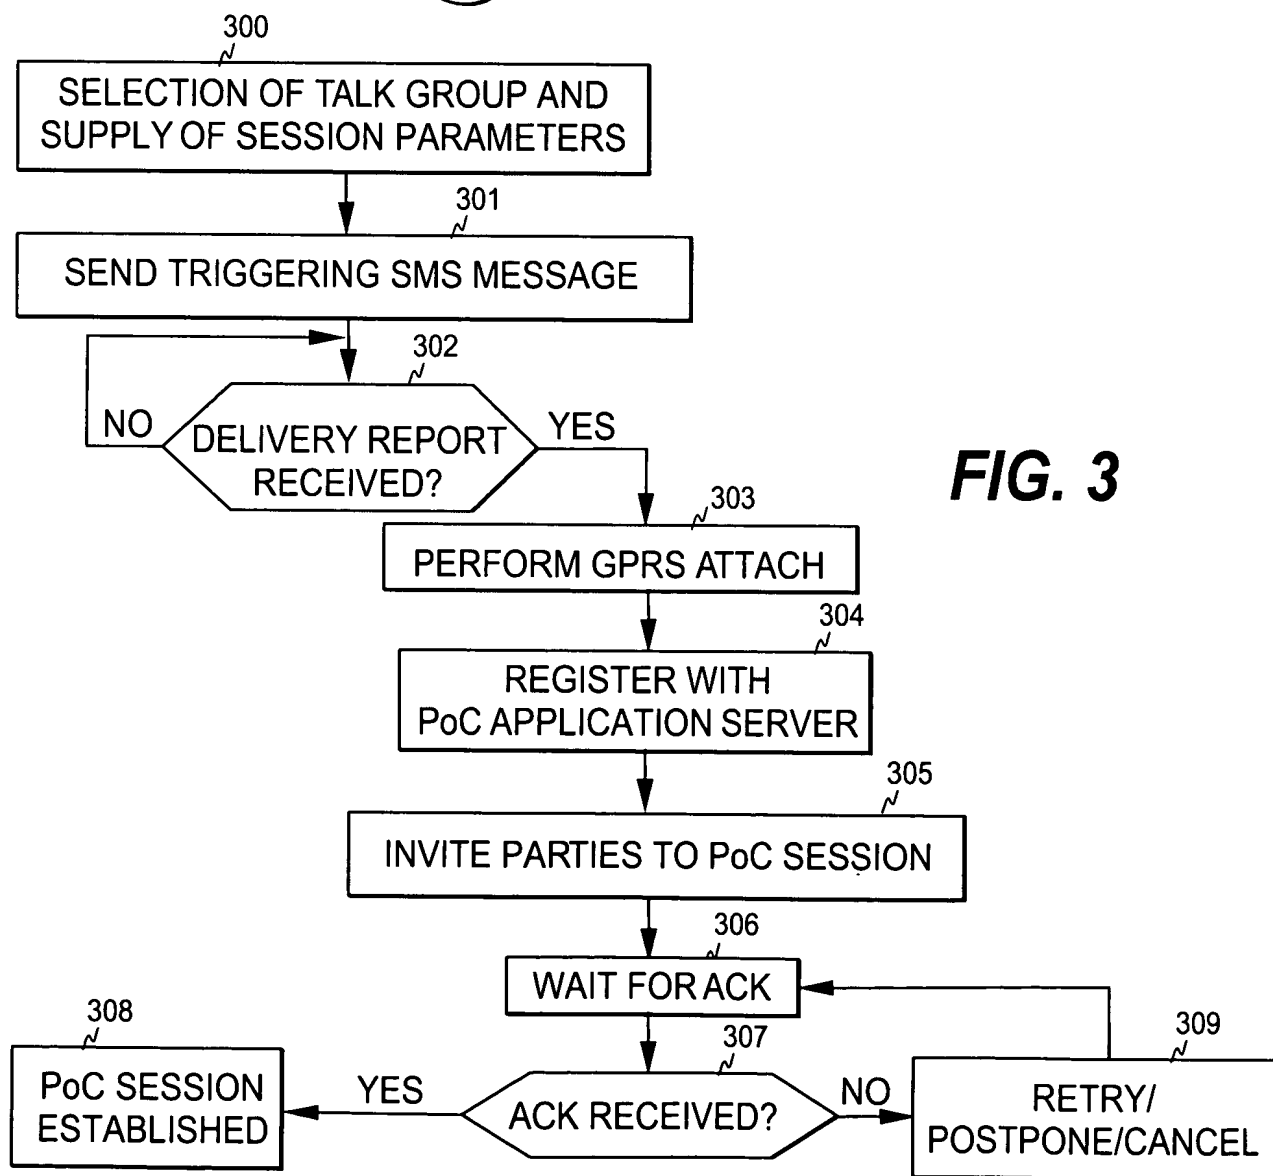 300
SELECTION OF TALK GROUP AND
SUPPLY OF SESSION PARAMETERS
301
SEND TRIGGERING SMS MESSAGE
302
NO
DELIVERY REPORT
RECEIVED?
YES
FIG. 3
303
PERFORM GPRS ATTACH
304
REGISTER WITH
PoC APPLICATION SERVER
305
INVITE PARTIES TO PoC SESSION
306
WAIT FOR ACK
307
ACK RECEIVED?
YES
NO
308
PoC SESSION
ESTABLISHED
309
RETRY/
POSTPONE/CANCEL